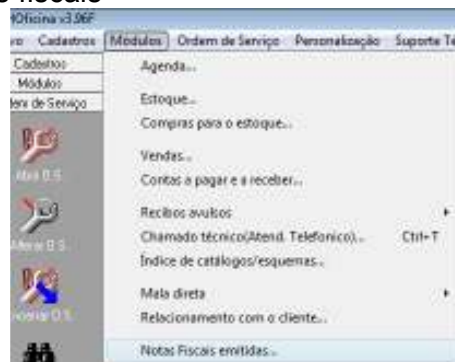 HOficina v3.96F
Cadastros Módulos Ordem de Serviço Personalização Suporte
Cadastros
Módulos
Ordem de Serviço
Agenda...
Estoque...
Compras para o estoque...
Vendas...
Contas a pagar e a receber...
Recibos avulsos
Chamado técnico(Atend. Telefonico)... Ctrl+T
Índice de catálogos/esquemas...
Mala direta
Relacionamento com o cliente...
Notas Fiscais emitidas...